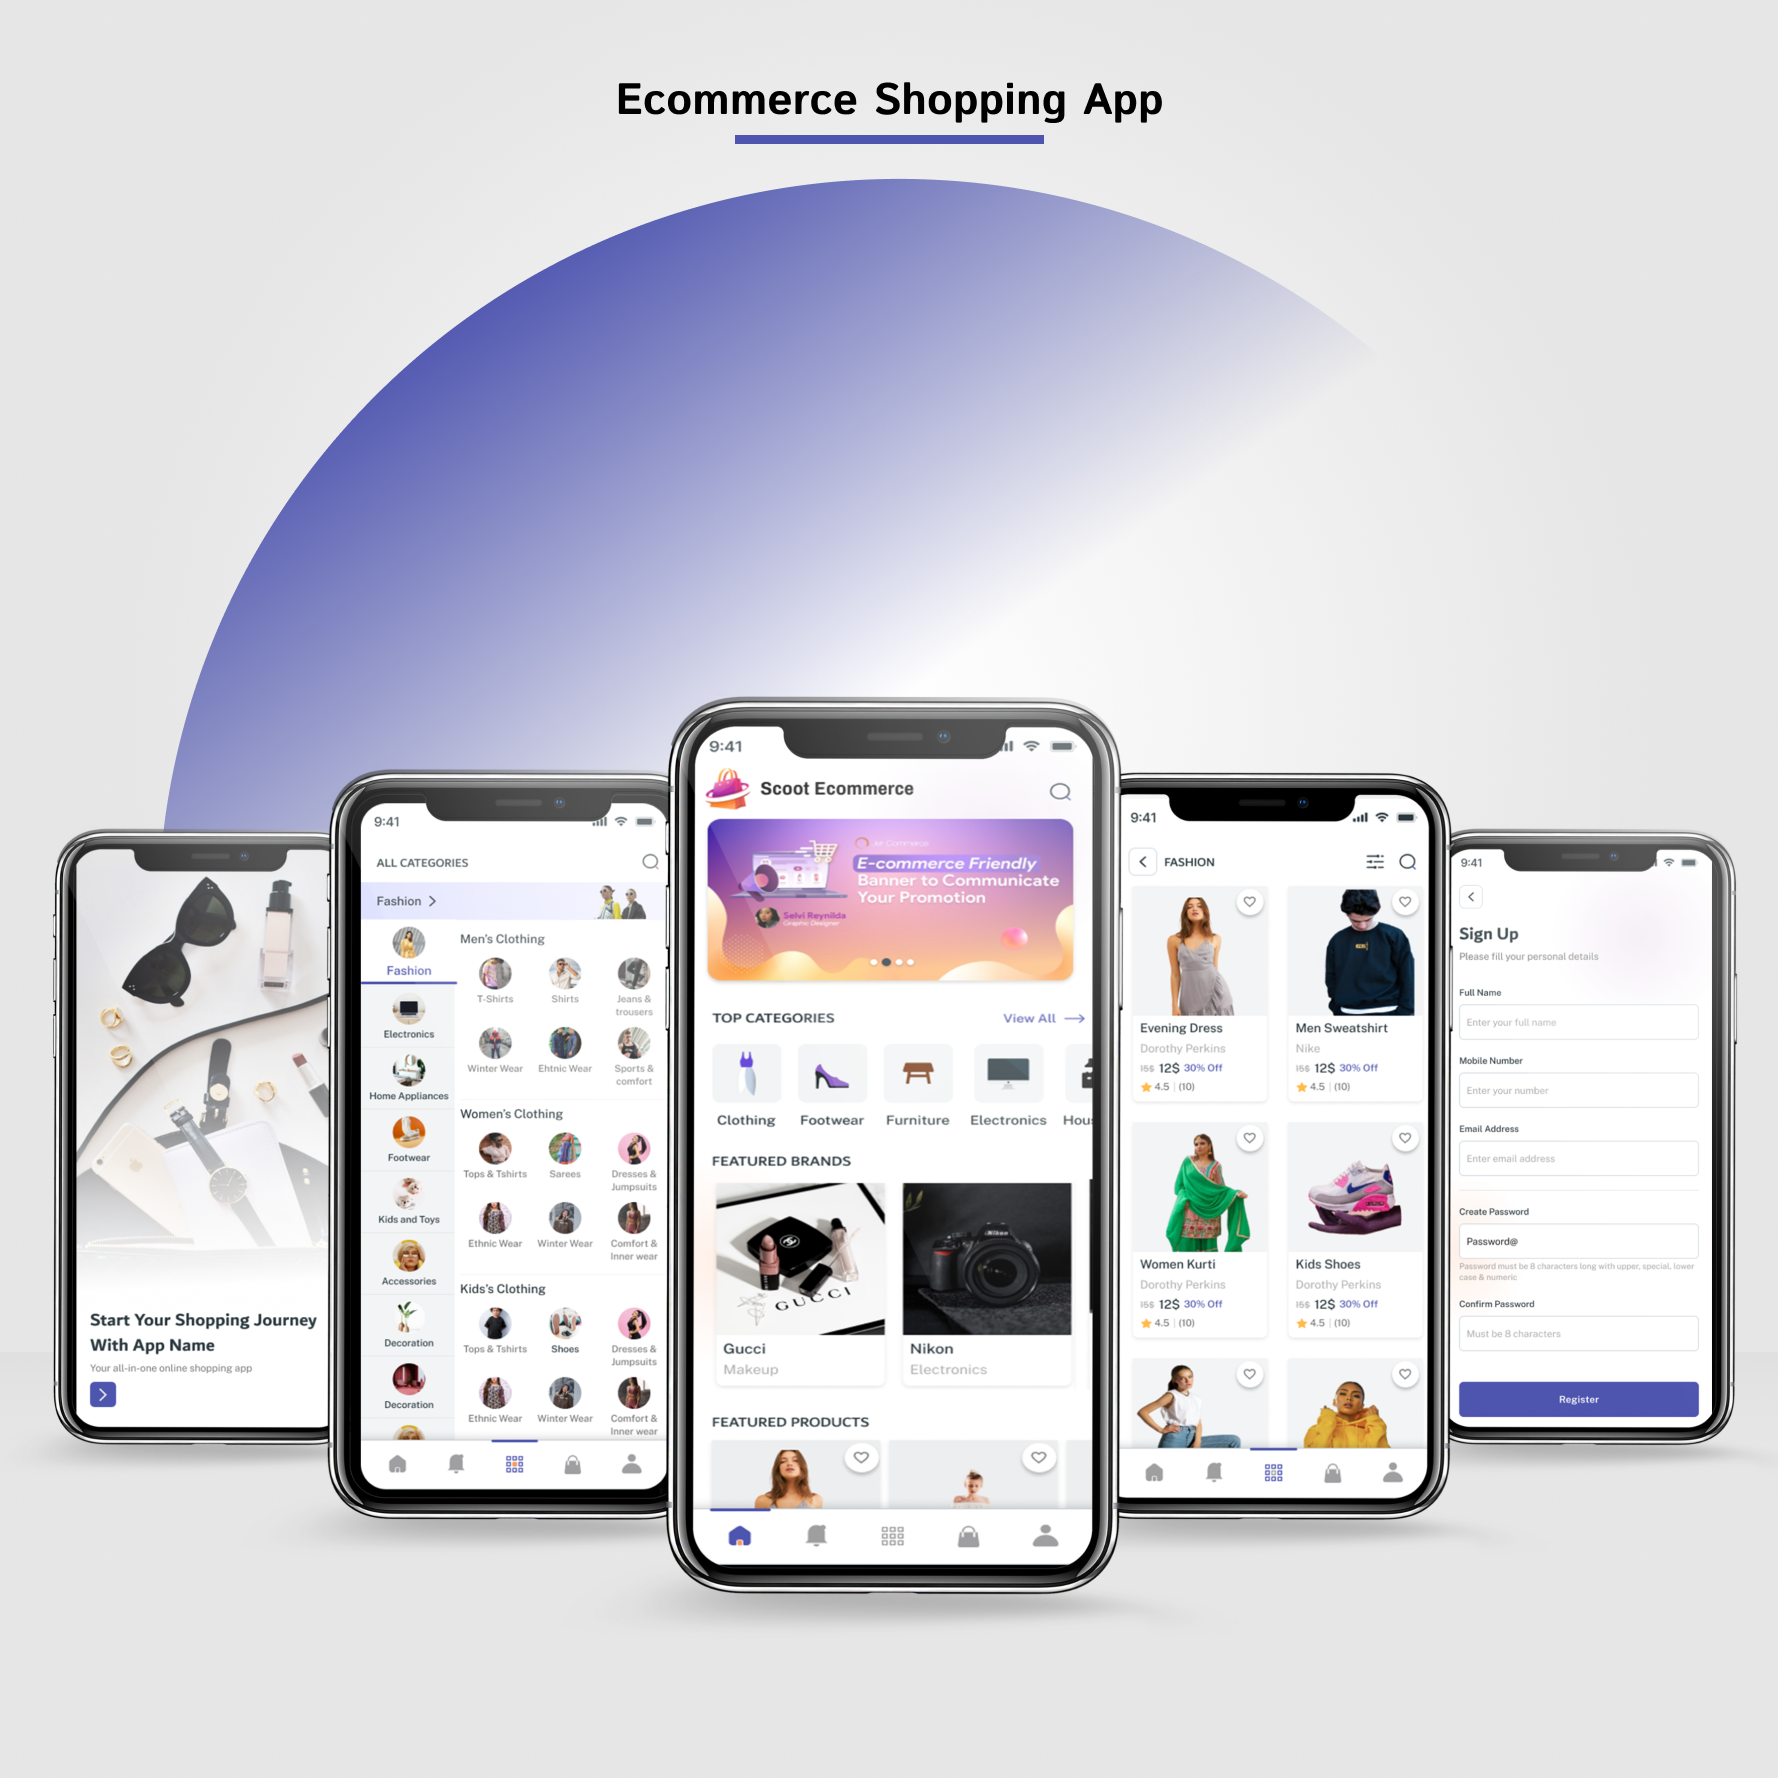 Ecommerce Shopping App
Start Your Shopping Journey
With App Name
Your all-in-one online shopping app
9:41
ALL CATEGORIES
Fashion
Fashion
Electronics
Home Appliances
Footwear
Kids and Toys
Accessories
Decoration
Decoration
Men's Clothing
T-Shirts
Shirts
Jeans &
trousers
Winter Wear
Ehtnic Wear
Sports &
comfort
Women's Clothing
Tops & Tshirts
Sarees
Dresses &
Jumpsuits
Ethnic Wear
Winter Wear
Comfort &
Inner wear
Kids's Clothing
Tops & Tshirts
Shoes
Dresses &
Jumpsuits
Ethnic Wear
Winter Wear
Comfort &
Inner wear
9:41
Scoot Ecommerce
E-commerce Friendly
Banner to Communicate
Your Promotion
Selvi Reynilda
Graphic Designer
TOP CATEGORIES
View All
Clothing
Footwear
Furniture
Electronics
Hou
FEATURED BRANDS
GUCCI
Nikon
Gucci
Makeup
Nikon
Electronics
FEATURED PRODUCTS
9:41
FASHION
Evening Dress
Dorothy Perkins
15$ 12$ 30% Off
4.5 | (10)
Men Sweatshirt
Nike
15$ 12$ 30% Off
4.5 | (10)
Women Kurti
Dorothy Perkins
15$ 12$ 30% Off
4.5 | (10)
Kids Shoes
Dorothy Perkins
15$ 12$ 30% Off
4.5 | (10)
9:41
Sign Up
Please fill your personal details
Full Name
Enter your full name
Mobile Number
Enter your number
Email Address
Enter email address
Create Password
Password@
Password must be 8 characters long with upper, special, lower
case & numeric
Confirm Password
Must be 8 characters
Register